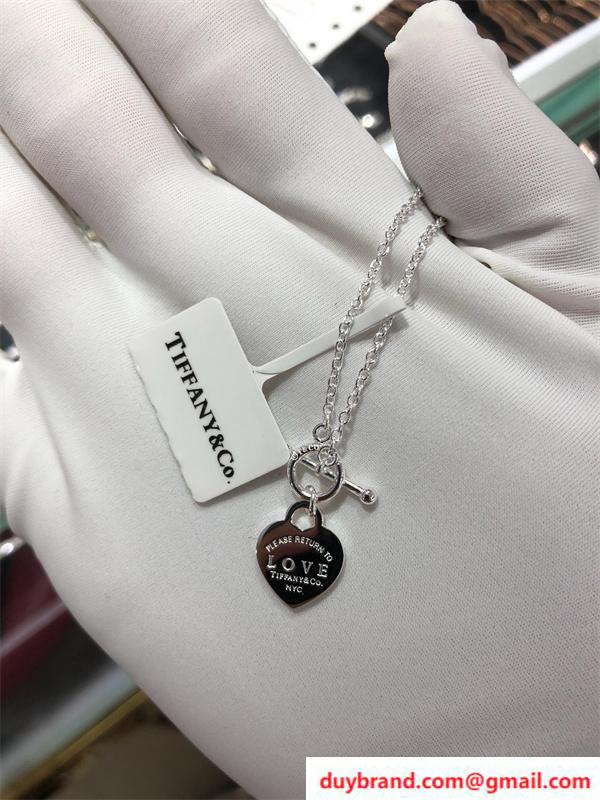 TIFFANY&Co.
PLEASE RETURN TO
LOVE
TIFFANY&CO.
NYC
duybrand.com@gmail.com